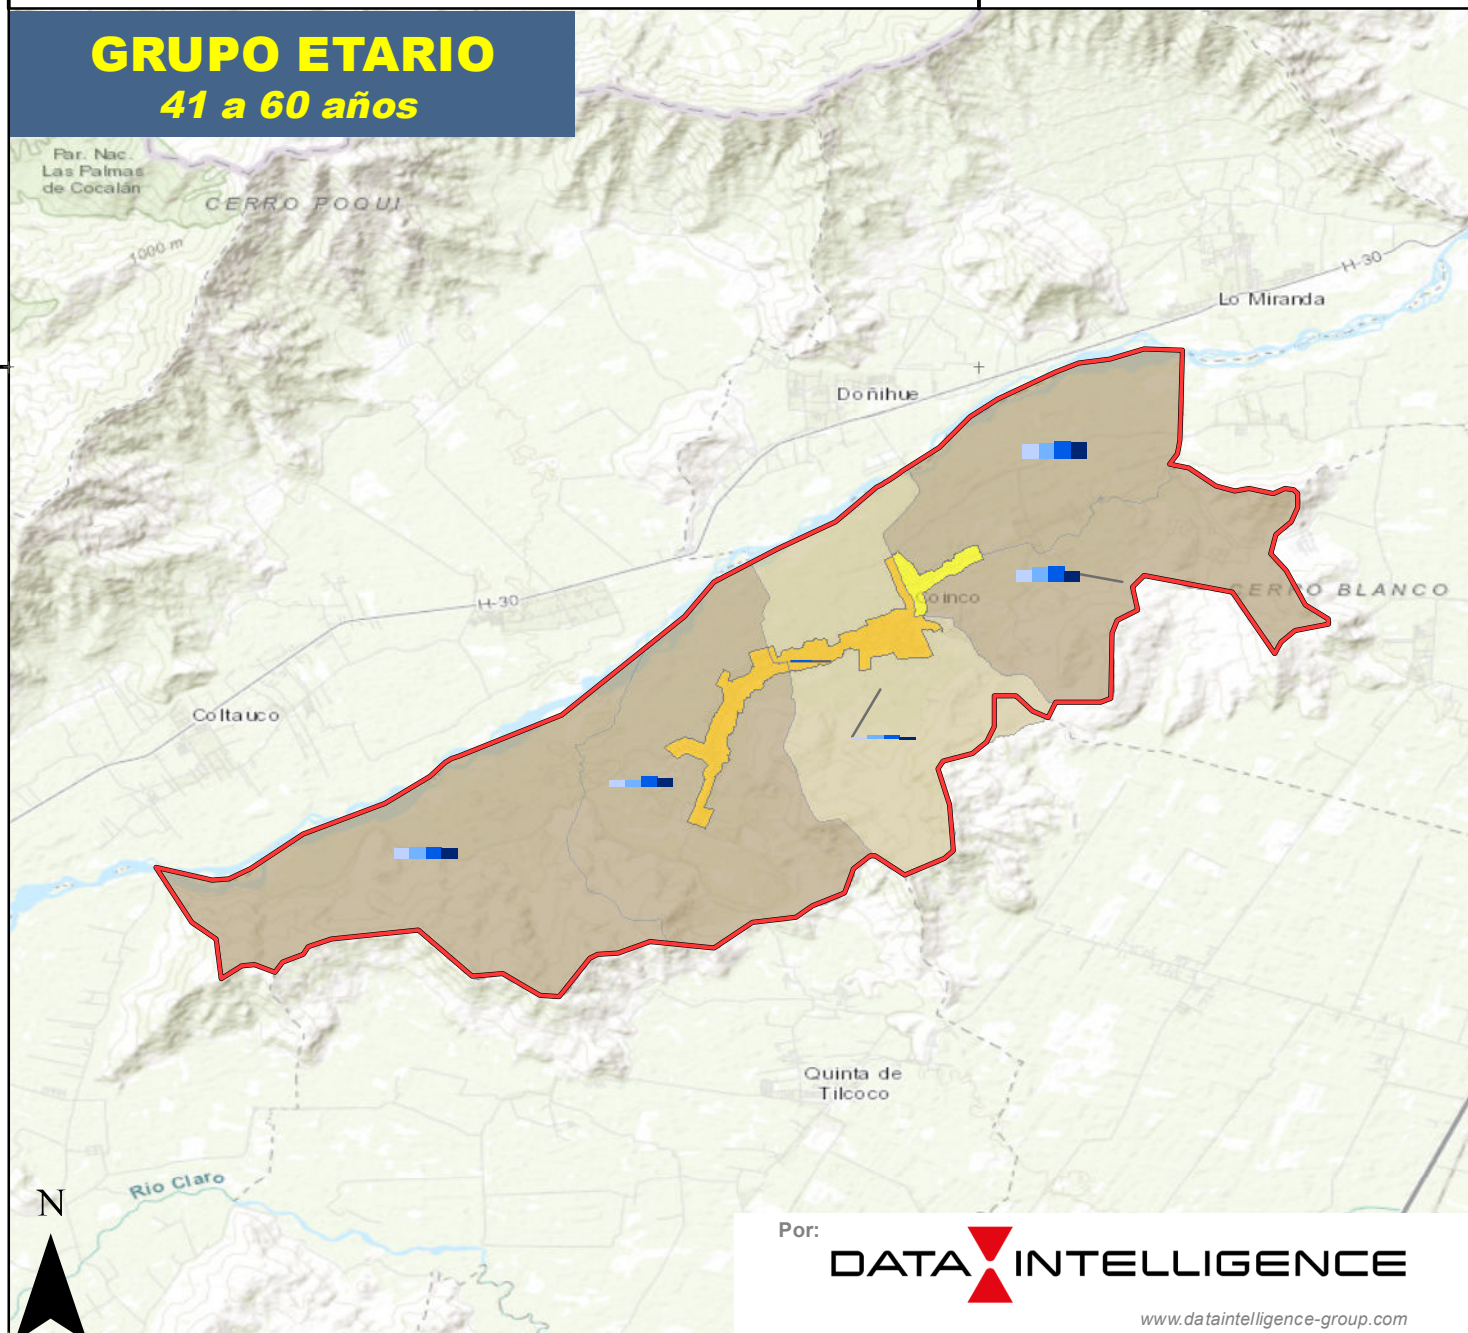 GRUPO ETARIO
41 a 60 años
Par. Nac.
Las Palmas
de Cocalán
CERRO POQUI
1000 m
H-30
Lo Miranda
Doñihue
CERRO BLANCO
Coinco
H-30
Coltauco
Quinta de
Tilcoco
Rio Claro
N
Por:
DATA INTELLIGENCE
www.dataintelligence-group.com